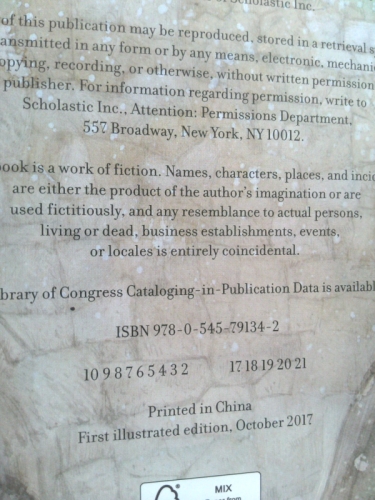 Scholastic Inc.
of this publication may be reproduced, stored in a retrieval s
ansmitted in any form or by any means, electronic, mechanic
opying, recording, or otherwise, without written permission
publisher. For information regarding permission, write to
Scholastic Inc., Attention: Permissions Department,
557 Broadway, New York, NY 10012.
book is a work of fiction. Names, characters, places, and incid
are either the product of the author's imagination or are
used fictitiously, and any resemblance to actual persons,
living or dead, business establishments, events,
or locales is entirely coincidental.
brary of Congress Cataloging-in-Publication Data is availabl
ISBN 978-0-545-79134-2
10 9 8 7 6 5 4 3 2 17 18 19 20 21
Printed in China
First illustrated edition, October 2017
MIX